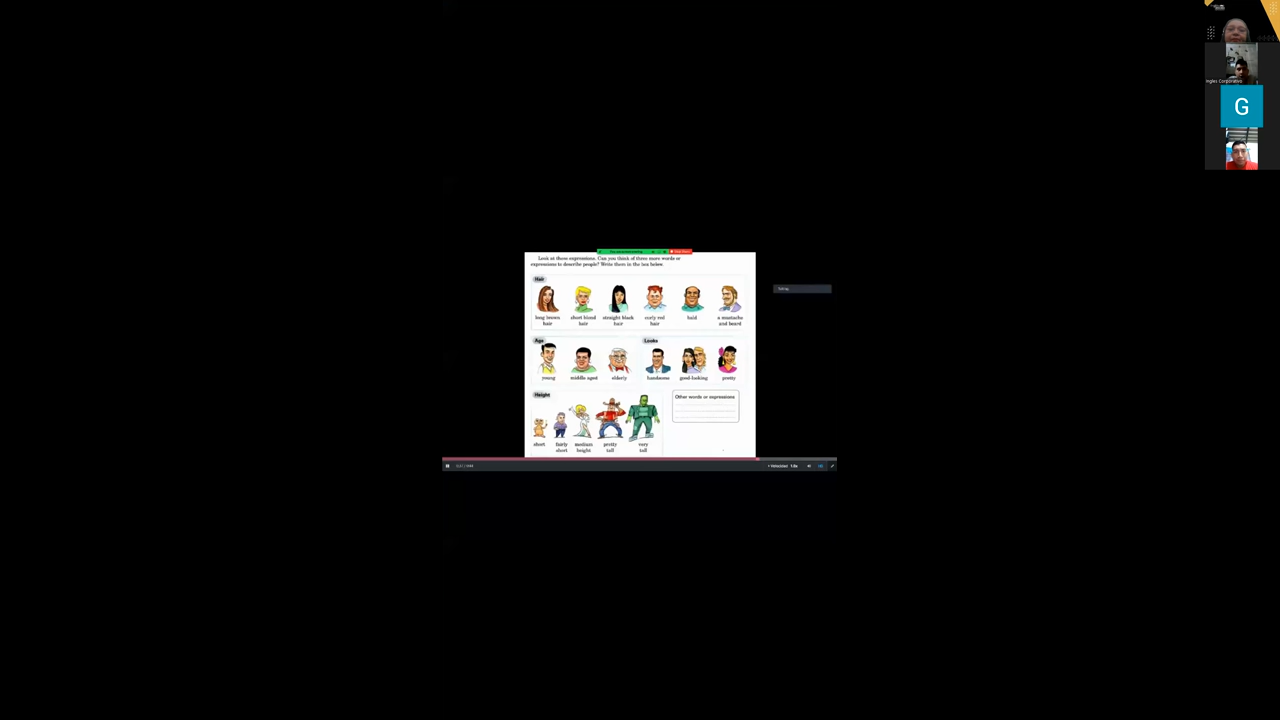 Ingles Corporativo
G
Look at these expressions. Can you think of three more words or
expressions to describe people? Write them in the box below.
Hair
long brown hair
short blond hair
straight black hair
curly red hair
bald
a mustache and beard
Age
young
middle aged
elderly
Looks
handsome
good-looking
pretty
Height
short
fairly short
medium height
pretty tall
very tall
Other words or expressions